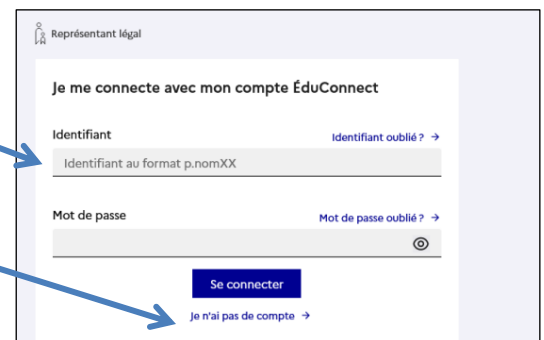 Représentant légal
Je me connecte avec mon compte ÉduConnect
Identifiant Identifiant oublié ? →
Identifiant au format p.nomXX
Mot de passe Mot de passe oublié ? →
Se connecter
Je n'ai pas de compte →